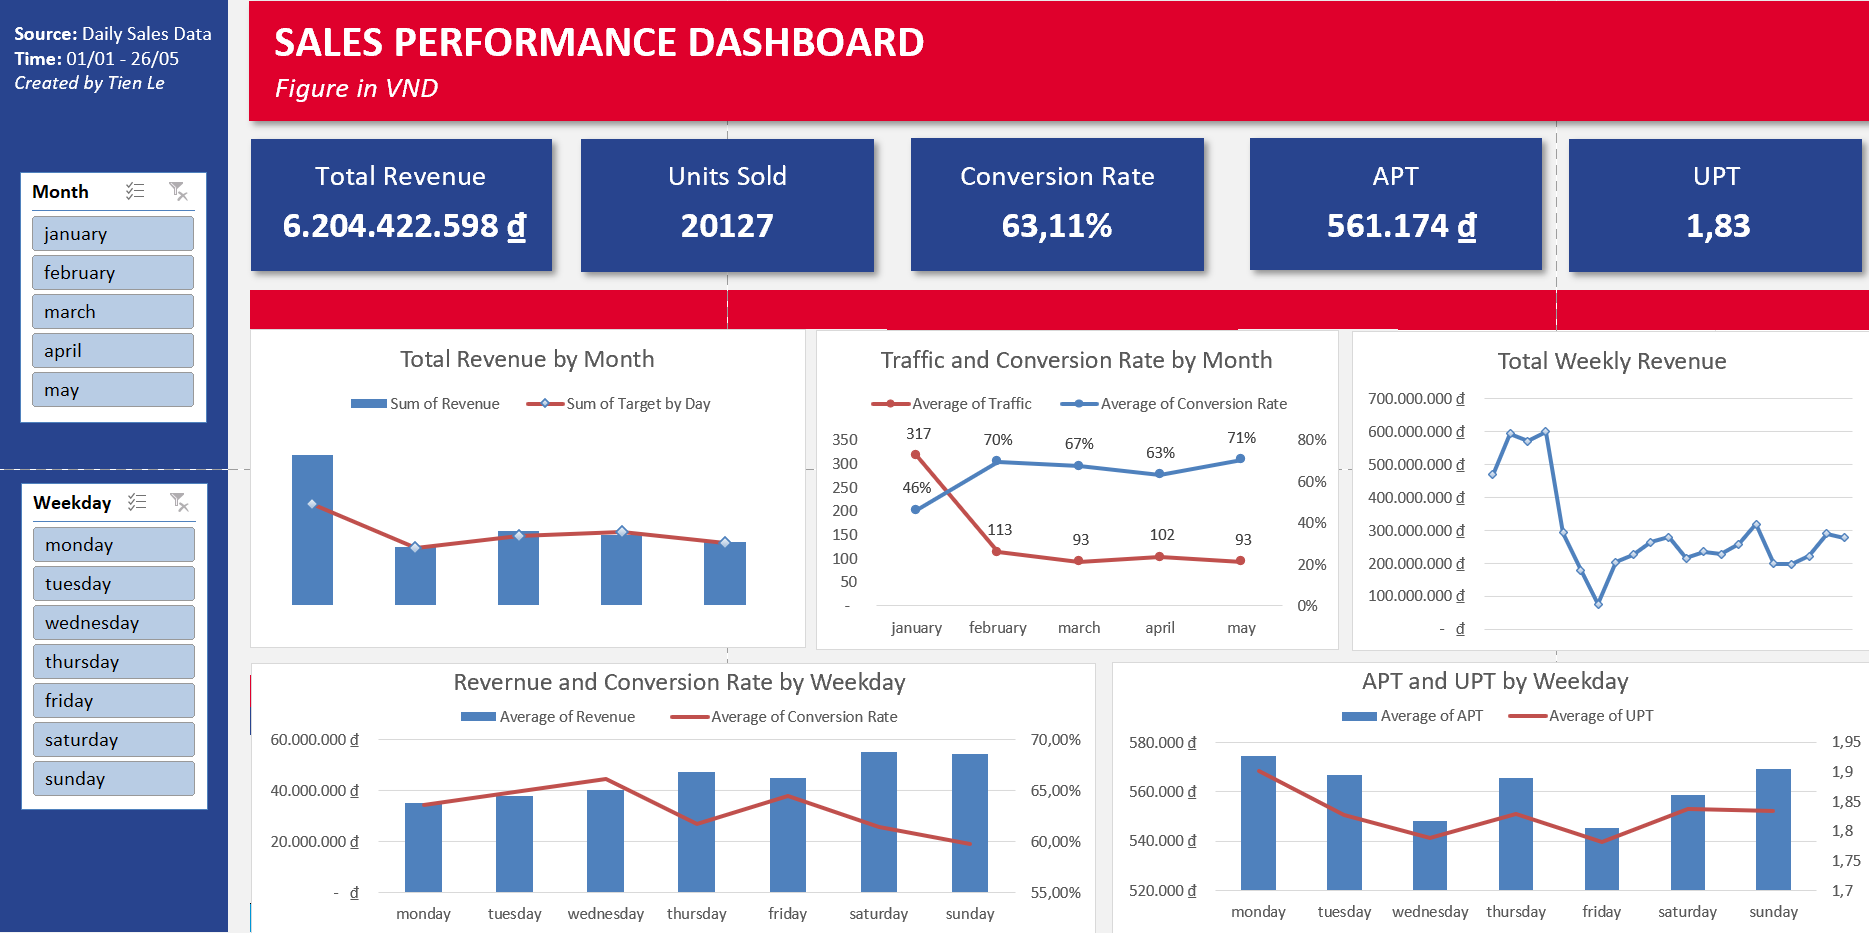 Source: Daily Sales Data
Time: 01/01 - 26/05
Created by Tien Le
SALES PERFORMANCE DASHBOARD
Figure in VND
Total Revenue
6.204.422.598 ₫
Units Sold
20127
Conversion Rate
63,11%
APT
561.174 ₫
UPT
1,83
Month
january
february
march
april
may
Weekday
monday
tuesday
wednesday
thursday
friday
saturday
sunday
Total Revenue by Month
Sum of Revenue
Sum of Target by Day
Traffic and Conversion Rate by Month
Average of Traffic
Average of Conversion Rate
350
300
250
200
150
100
50
-
317
113
93
102
93
46%
70%
67%
63%
71%
80%
60%
40%
20%
0%
january
february
march
april
may
Total Weekly Revenue
700.000.000 ₫
600.000.000 ₫
500.000.000 ₫
400.000.000 ₫
300.000.000 ₫
200.000.000 ₫
100.000.000 ₫
- ₫
Revernue and Conversion Rate by Weekday
Average of Revenue
Average of Conversion Rate
60.000.000 ₫
40.000.000 ₫
20.000.000 ₫
- ₫
70,00%
65,00%
60,00%
55,00%
monday
tuesday
wednesday
thursday
friday
saturday
sunday
APT and UPT by Weekday
Average of APT
Average of UPT
580.000 ₫
560.000 ₫
540.000 ₫
520.000 ₫
1,95
1,9
1,85
1,8
1,75
1,7
monday
tuesday
wednesday
thursday
friday
saturday
sunday